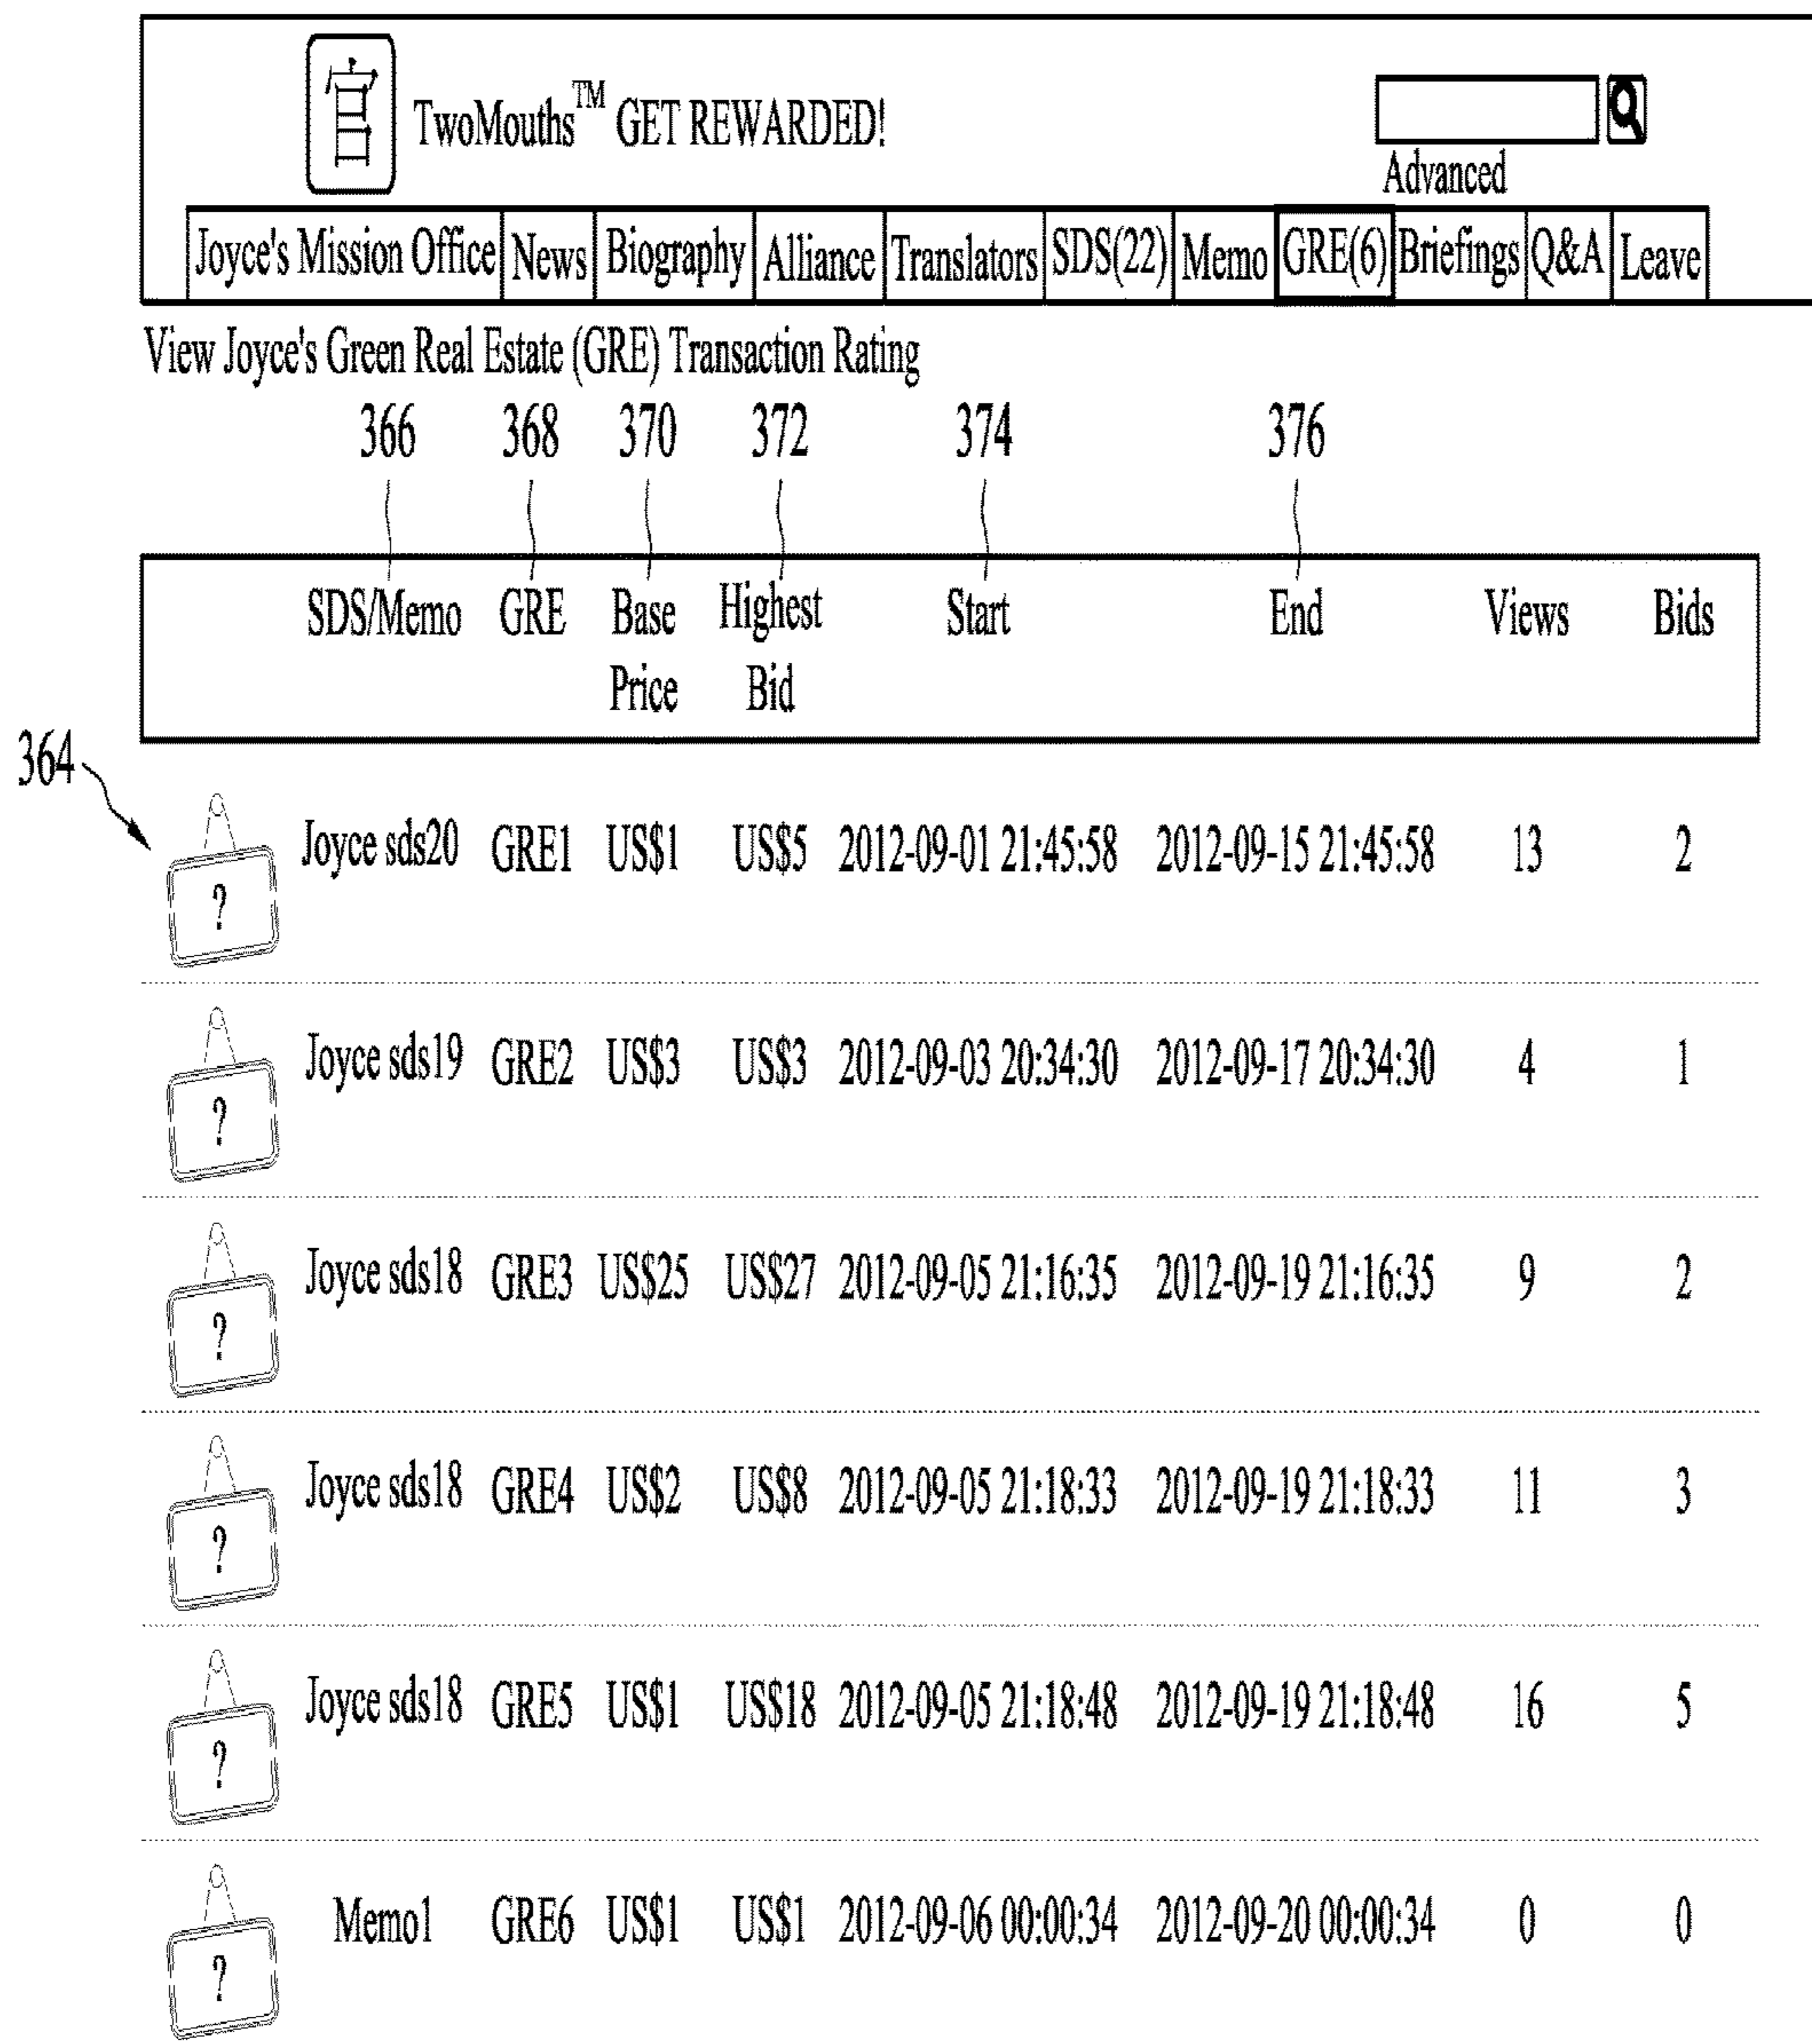 官
TwoMouths™ GET REWARDED!
Advanced
Joyce's Mission Office News Biography Alliance Translators SDS(22) Memo GRE(6) Briefings Q&A Leave
View Joyce's Green Real Estate (GRE) Transaction Rating
366 368 370 372 374 376
SDS/Memo GRE Base Highest Start End Views Bids
Price Bid
364
Joyce sds20 GRE1 US$1 US$5 2012-09-01 21:45:58 2012-09-15 21:45:58 13 2
?
Joyce sds19 GRE2 US$3 US$3 2012-09-03 20:34:30 2012-09-17 20:34:30 4 1
?
Joyce sds18 GRE3 US$25 US$27 2012-09-05 21:16:35 2012-09-19 21:16:35 9 2
?
Joyce sds18 GRE4 US$2 US$8 2012-09-05 21:18:33 2012-09-19 21:18:33 11 3
?
Joyce sds18 GRE5 US$1 US$18 2012-09-05 21:18:48 2012-09-19 21:18:48 16 5
?
Memo1 GRE6 US$1 US$1 2012-09-06 00:00:34 2012-09-20 00:00:34 0 0
?